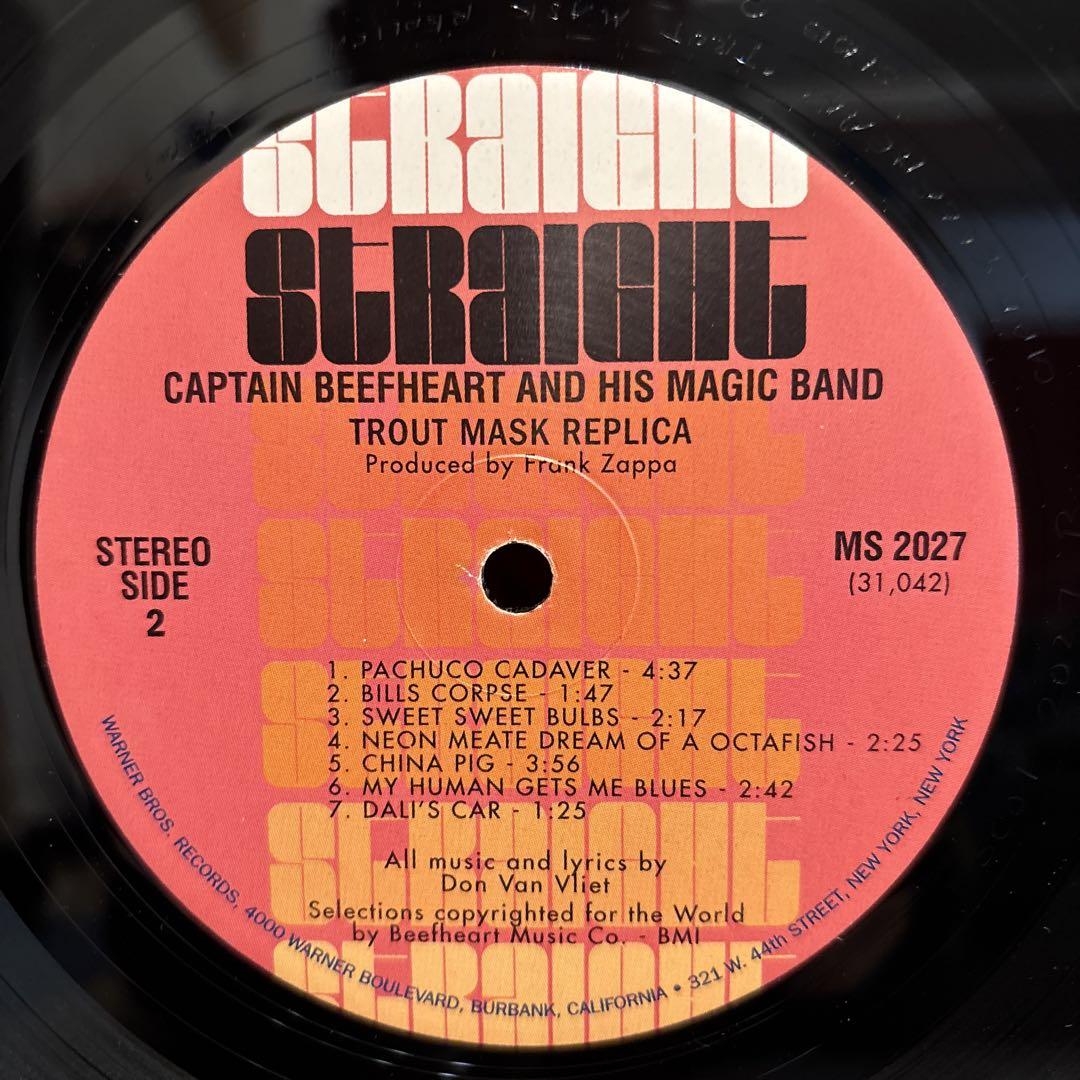 STRAIGHT
STRAIGHT
CAPTAIN BEEFHEART AND HIS MAGIC BAND
TROUT MASK REPLICA
Produced by Frank Zappa
STRAIGHT
STEREO
SIDE
2
MS 2027
(31,042)
STRAIGHT
1. PACHUCO CADAVER - 4:37
2. BILLS CORPSE - 1:47
3. SWEET SWEET BULBS - 2:17
4. NEON MEATE DREAM OF A OCTAFISH - 2:25
5. CHINA PIG - 3:56
6. MY HUMAN GETS ME BLUES - 2:42
7. DALI'S CAR - 1:25
STRAIGHT
All music and lyrics by
Don Van Vliet
Selections copyrighted for the World
by Beefheart Music Co. - BMI
STRAIGHT
STRAIGHT
WARNER BROS. RECORDS, 4000 WARNER BOULEVARD, BURBANK, CALIFORNIA • 321 W. 44th STREET, NEW YORK, NEW YORK